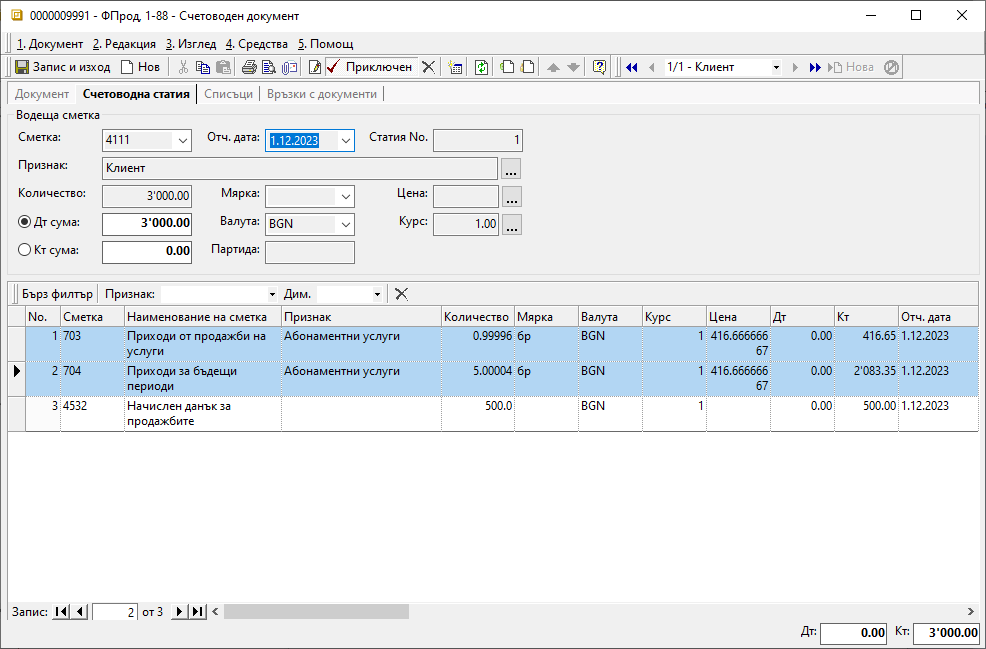 0000009991 - ФПрод, 1-88 - Счетоводен документ
1. Документ 2. Редакция 3. Изглед 4. Средства 5. Помощ
Запис и изход Нов Приключен 1/1 - Клиент Нова
Документ Счетоводна статия Списъци Връзки с документи
Водеща сметка
Сметка: 4111 Отч. дата: 1.12.2023 Статия No. 1
Признак: Клиент ...
Количество: 3'000.00 Мярка: Цена: ...
Дт сума: 3'000.00 Валута: BGN Курс: 1.00 ...
Кт сума: 0.00 Партида:
Бърз филтър Признак: Дим.
No. Сметка Наименование на сметка Признак Количество Мярка Валута Курс Цена Дт Кт Отч. дата
1 703 Приходи от продажби на Абонаментни услуги 0.99996 бр BGN 1 416.666666 0.00 416.65 1.12.2023
услуги 67
2 704 Приходи за бъдещи Абонаментни услуги 5.00004 бр BGN 1 416.666666 0.00 2'083.35 1.12.2023
периоди 67
3 4532 Начислен данък за 500.0 BGN 1 0.00 500.00 1.12.2023
продажбите
Запис: 2 от 3
Дт: 0.00 Кт: 3'000.00